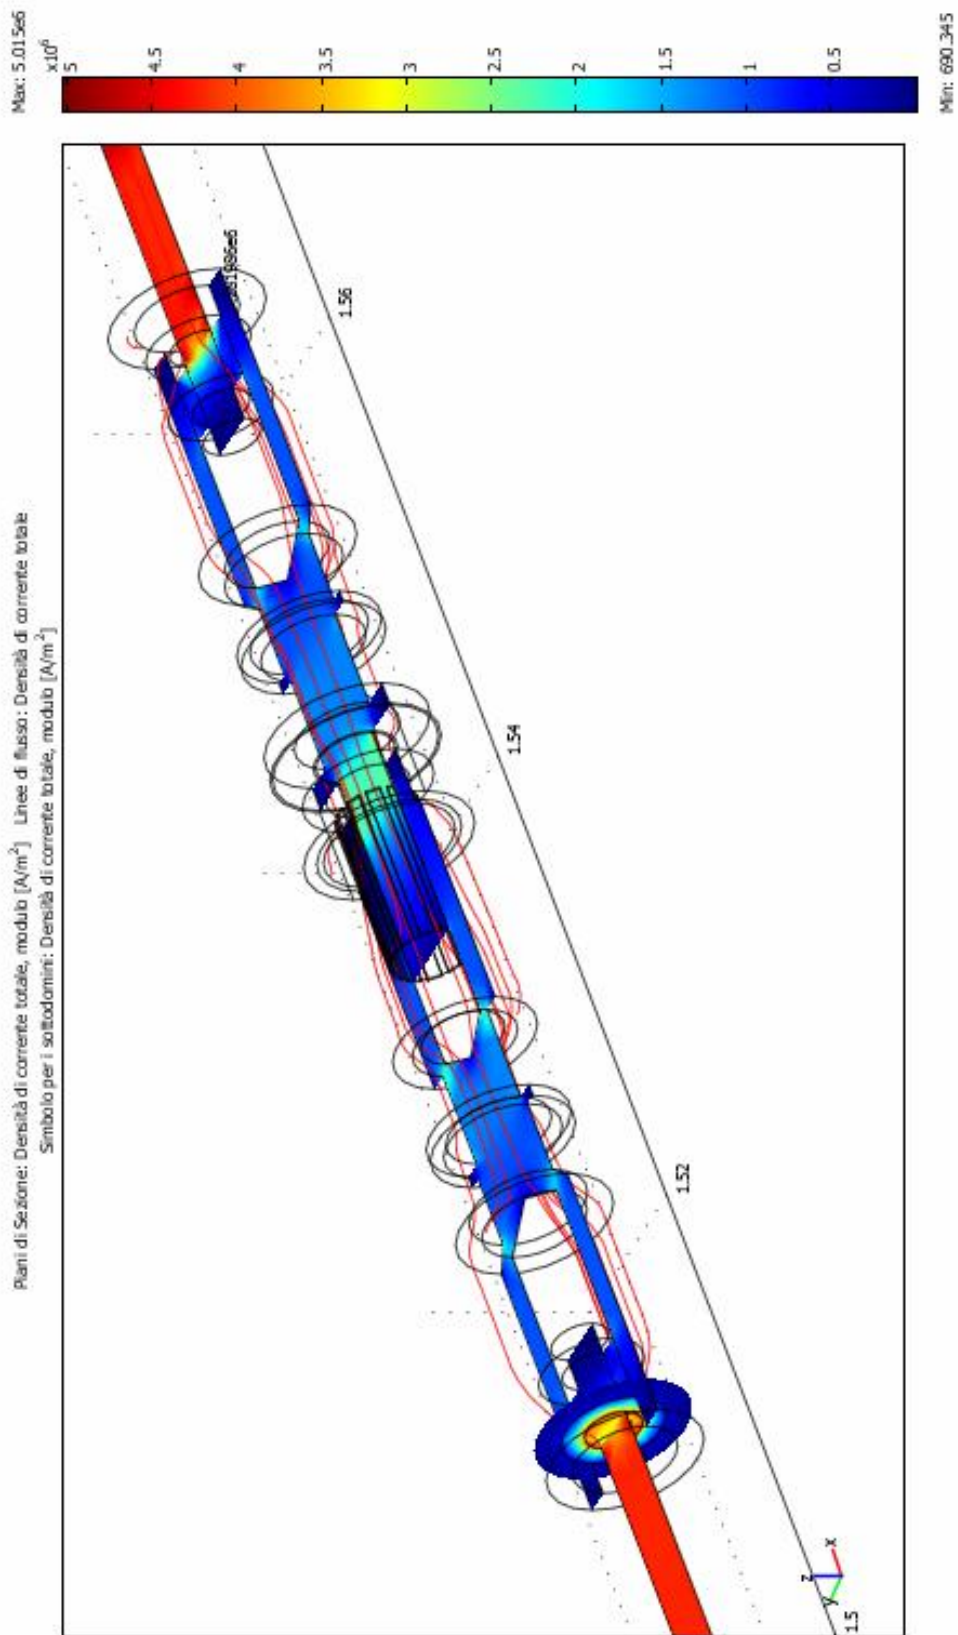 Piani di Sezione: Densità di corrente totale, modulo [A/m²] Linee di flusso: Densità di corrente totale
Simbolo per i sottodomini: Densità di corrente totale, modulo [A/m²]
Max: 5.015e6
x10⁶
5
4.5
4
3.5
3
2.5
2
1.5
1
0.5
Min: 690.345
1.56
1.54
1.52
1.5
z
y
x